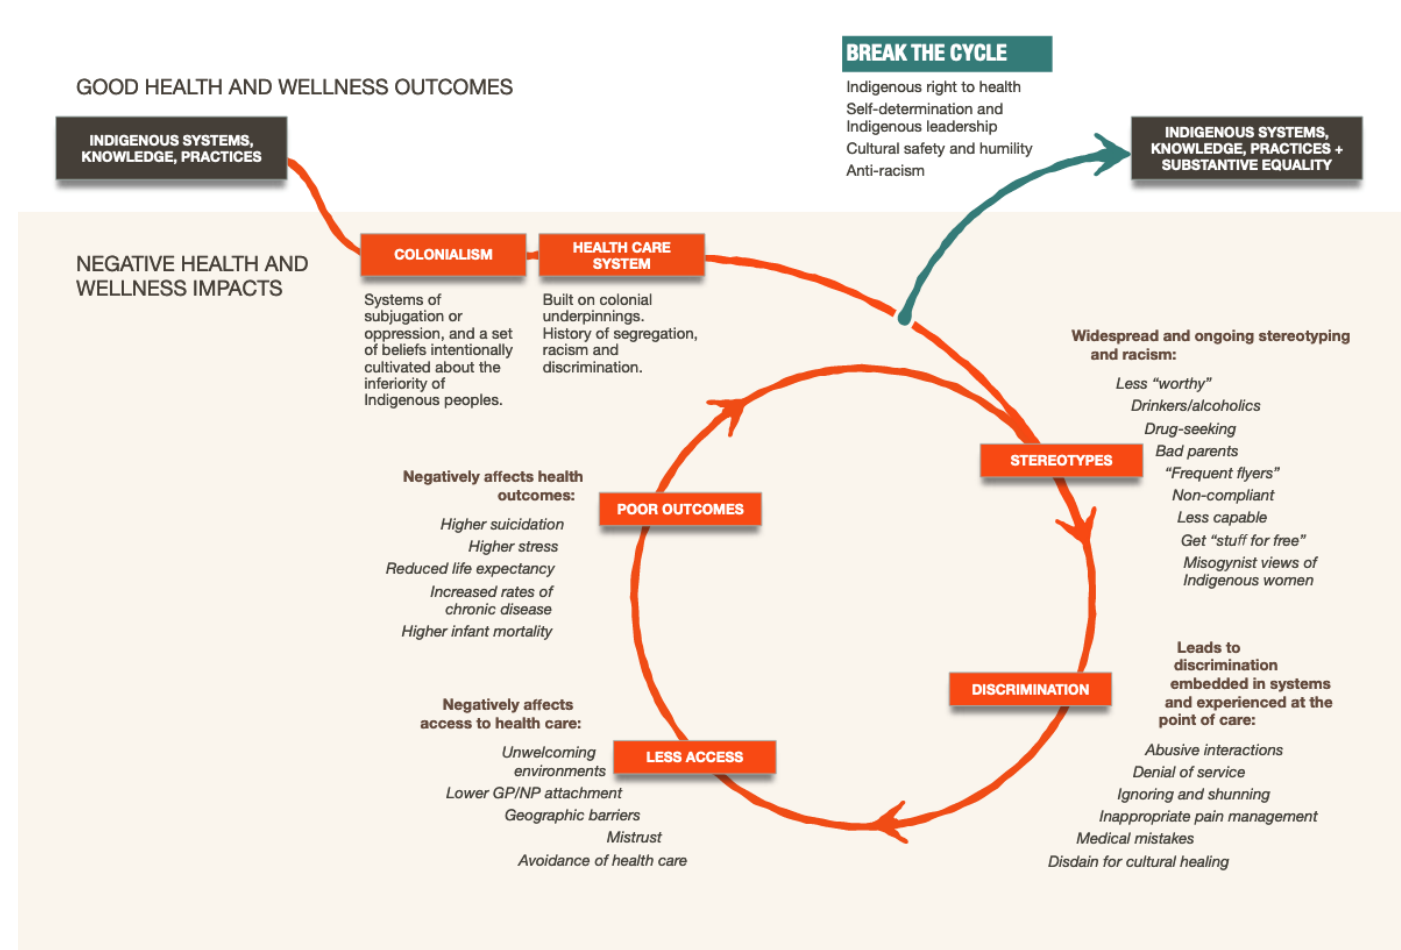 BREAK THE CYCLE
Indigenous right to health
Self-determination and
Indigenous leadership
Cultural safety and humility
Anti-racism
GOOD HEALTH AND WELLNESS OUTCOMES
INDIGENOUS SYSTEMS,
KNOWLEDGE, PRACTICES
INDIGENOUS SYSTEMS,
KNOWLEDGE, PRACTICES +
SUBSTANTIVE EQUALITY
NEGATIVE HEALTH AND
WELLNESS IMPACTS
COLONIALISM
Systems of
subjugation or
oppression, and a set
of beliefs intentionally
cultivated about the
inferiority of
Indigenous peoples.
HEALTH CARE
SYSTEM
Built on colonial
underpinnings.
History of segregation,
racism and
discrimination.
STEREOTYPES
Widespread and ongoing stereotyping
and racism:
Less “worthy”
Drinkers/alcoholics
Drug-seeking
Bad parents
“Frequent flyers”
Non-compliant
Less capable
Get “stuff for free”
Misogynist views of
Indigenous women
DISCRIMINATION
Leads to
discrimination
embedded in systems
and experienced at the
point of care:
Abusive interactions
Denial of service
Ignoring and shunning
Inappropriate pain management
Medical mistakes
Disdain for cultural healing
LESS ACCESS
Negatively affects
access to health care:
Unwelcoming
environments
Lower GP/NP attachment
Geographic barriers
Mistrust
Avoidance of health care
POOR OUTCOMES
Negatively affects health
outcomes:
Higher suicidation
Higher stress
Reduced life expectancy
Increased rates of
chronic disease
Higher infant mortality